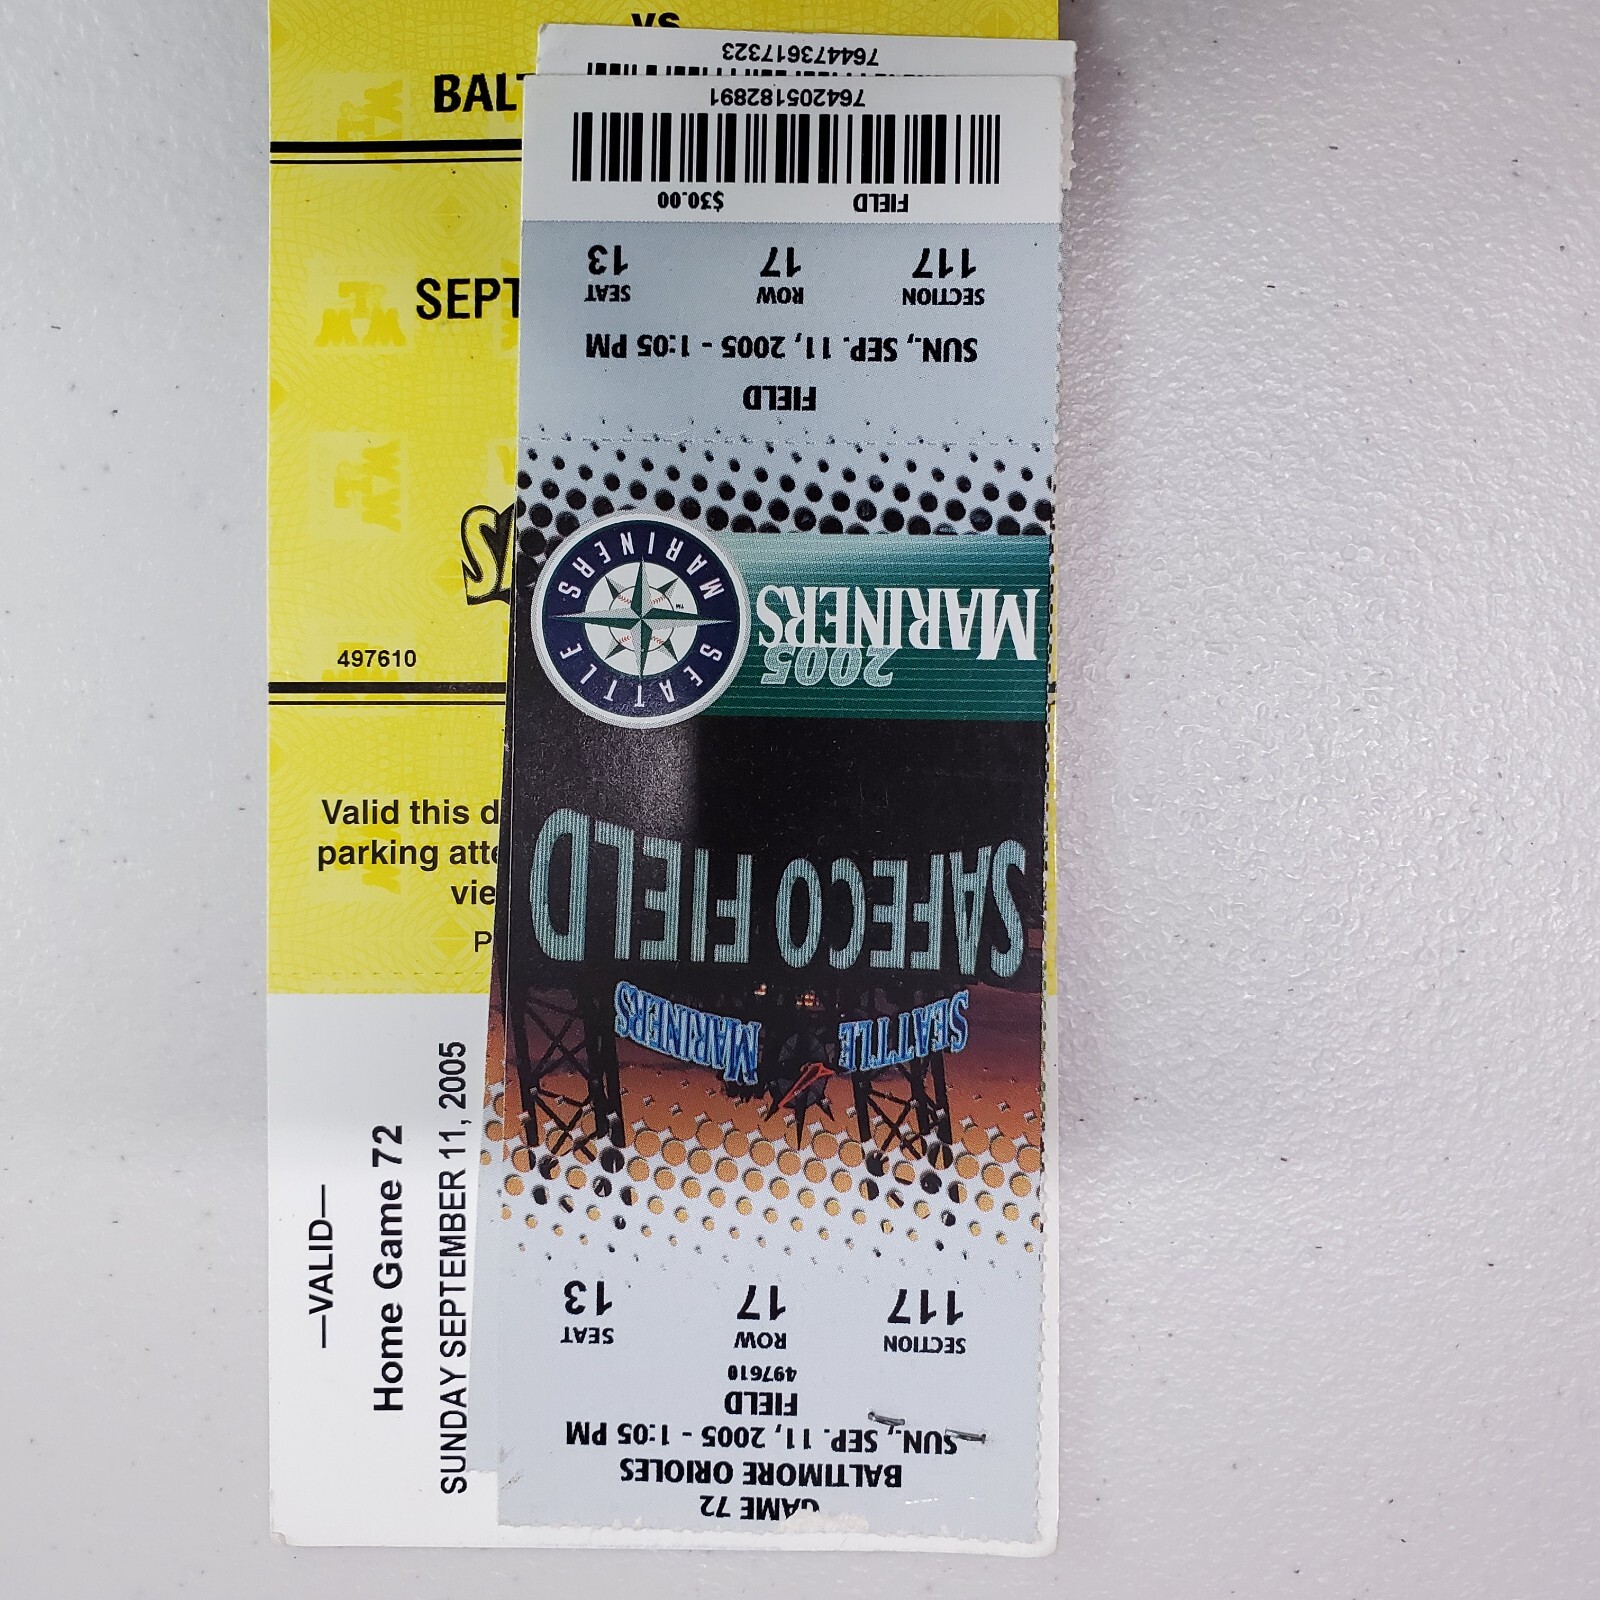 VS
BALT
SEPT
SA
497610
Valid this d
parking atte
vie
P
—VALID—
Home Game 72
SUNDAY SEPTEMBER 11, 2005
GAME 72
BALTIMORE ORIOLES
SUN., SEP. 11, 2005 - 1:05 PM
FIELD
497610
SECTION ROW SEAT
117 17 13
SEATTLE MARINERS
SAFECO FIELD
2005
MARINERS
SEATTLE MARINERS
TM
FIELD
SUN., SEP. 11, 2005 - 1:05 PM
SECTION ROW SEAT
117 17 13
FIELD $30.00
764205182891
764473617323